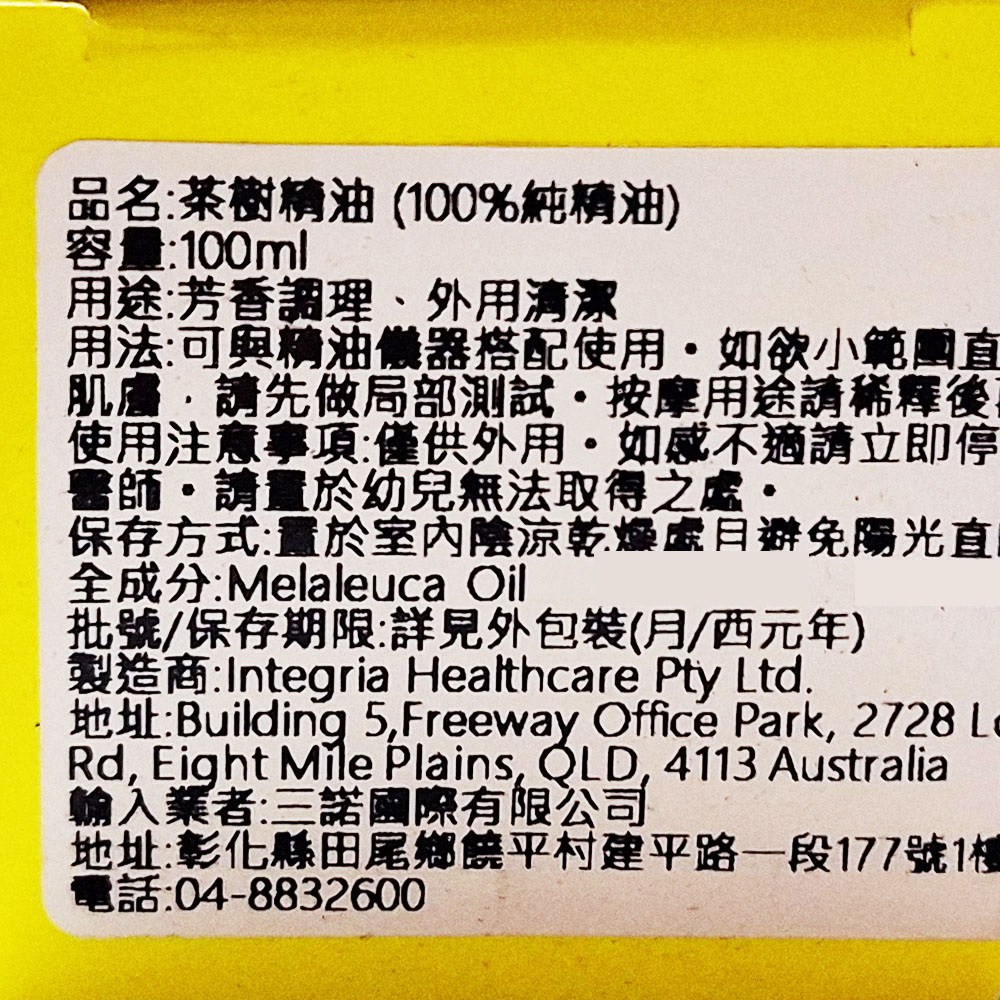 品名:茶樹精油 (100%純精油)
容量:100ml
用途:芳香調理、外用清潔
用法:可與精油儀器搭配使用。如欲小範圍直
肌膚，請先做局部測試。按摩用途請稀釋後
使用注意事項:僅供外用。如感不適請立即停
醫師。請置於幼兒無法取得之處。
保存方式:置於室內陰涼乾燥處且避免陽光直
全成分:Melaleuca Oil
批號/保存期限:詳見外包裝(月/西元年)
製造商:Integria Healthcare Pty Ltd.
地址:Building 5,Freeway Office Park, 2728
Rd, Eight Mile Plains, QLD, 4113 Australia
輸入業者:三諾國際有限公司
地址:彰化縣田尾鄉饒平村建平路一段177號1樓
電話:04-8832600